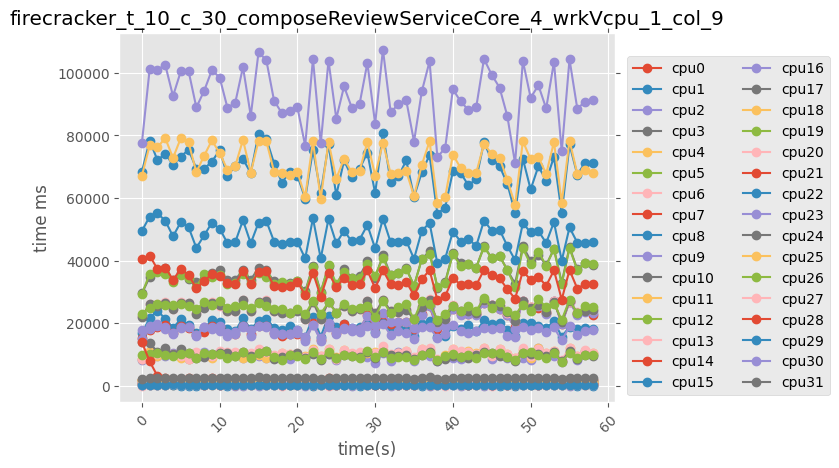 firecracker_t_10_c_30_composeReviewServiceCore_4_wrkVcpu_1_col_9
100000
80000
60000
40000
20000
0
time ms
0
10
20
30
40
50
60
time(s)
cpu0
cpu1
cpu2
cpu3
cpu4
cpu5
cpu6
cpu7
cpu8
cpu9
cpu10
cpu11
cpu12
cpu13
cpu14
cpu15
cpu16
cpu17
cpu18
cpu19
cpu20
cpu21
cpu22
cpu23
cpu24
cpu25
cpu26
cpu27
cpu28
cpu29
cpu30
cpu31